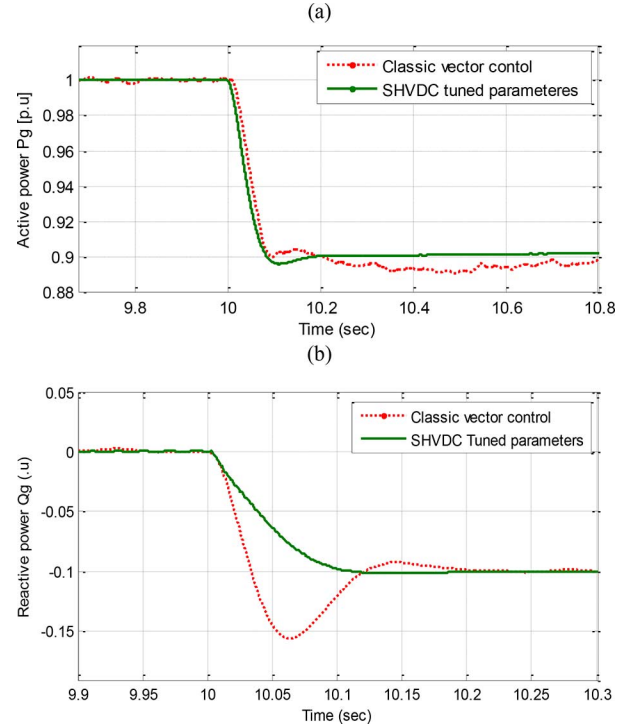 (a)
Active power Pg [p.u]
1
0.98
0.96
0.94
0.92
0.9
0.88
Classic vector contol
SHVDC tuned parameteres
9.8 10 10.2 10.4 10.6 10.8
Time (sec)
(b)
Reactive power Qg (.u)
0.05
0
-0.05
-0.1
-0.15
Classic vector control
SHVDC Tuned parameters
9.9 9.95 10 10.05 10.1 10.15 10.2 10.25 10.3
Time (sec)